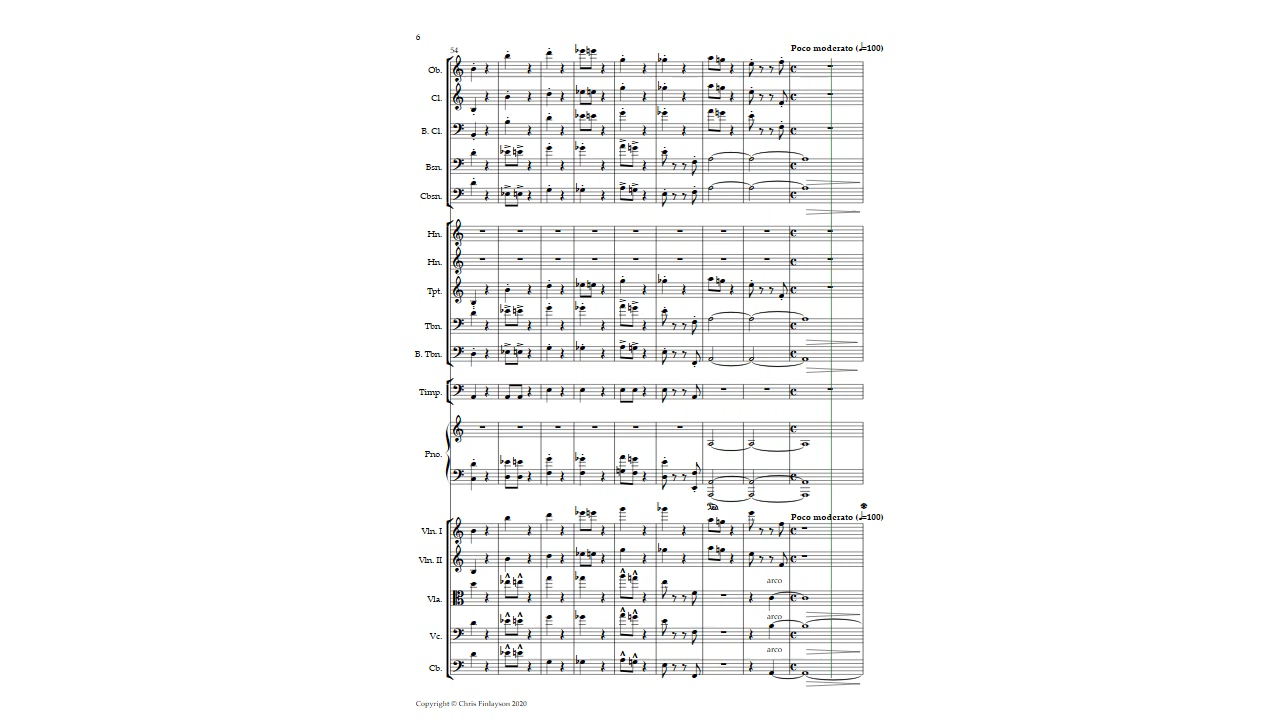 6
54
Poco moderato (♩=100)
Ob.
Cl.
B. Cl.
Bsn.
Cbsn.
Hn.
Hn.
Tpt.
Tbn.
B. Tbn.
Timp.
Pno.
Poco moderato (♩=100)
Vln. I
Vln. II
arco
Vla.
arco
Vc.
arco
Cb.
Copyright © Chris Finlayson 2020